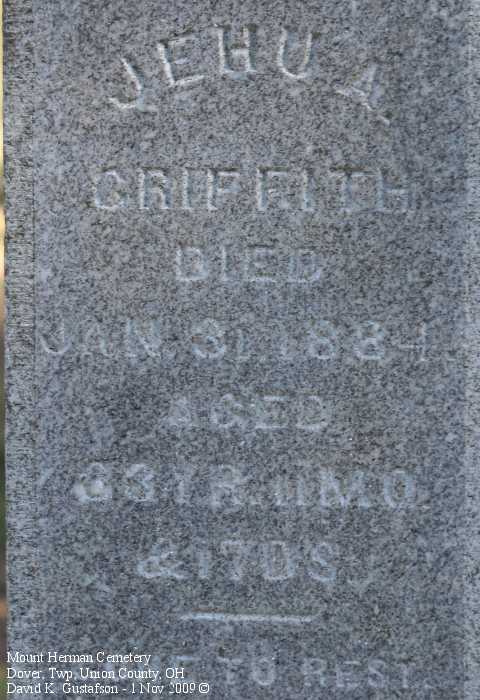 JEHU A.
GRIFFITH
DIED
JAN. 31. 1884.
AGED
63 YR. 11 MO.
& 17 DS.
TO REST
Mount Herman Cemetery
Dover, Twp, Union County, OH
David K. Gustafson - 1 Nov 2009 ©